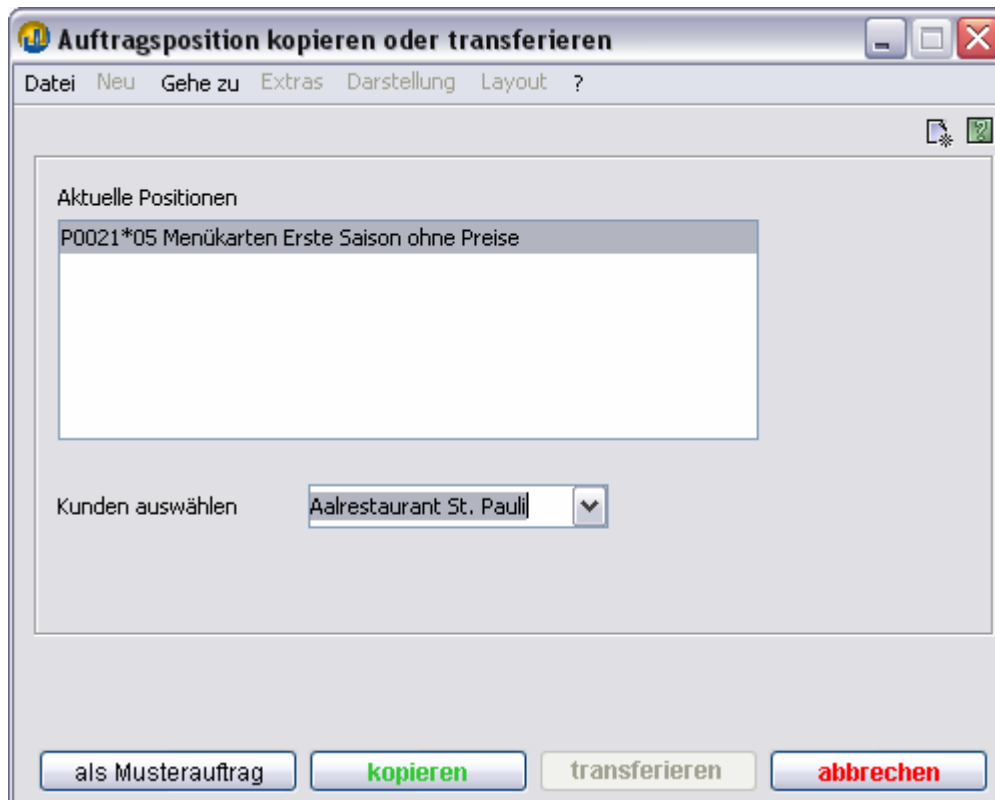 Auftragsposition kopieren oder transferieren
Datei Neu Gehe zu Extras Darstellung Layout ?
Aktuelle Positionen
P0021*05 Menükarten Erste Saison ohne Preise
Kunden auswählen Aalrestaurant St. Pauli
als Musterauftrag kopieren transferieren abbrechen